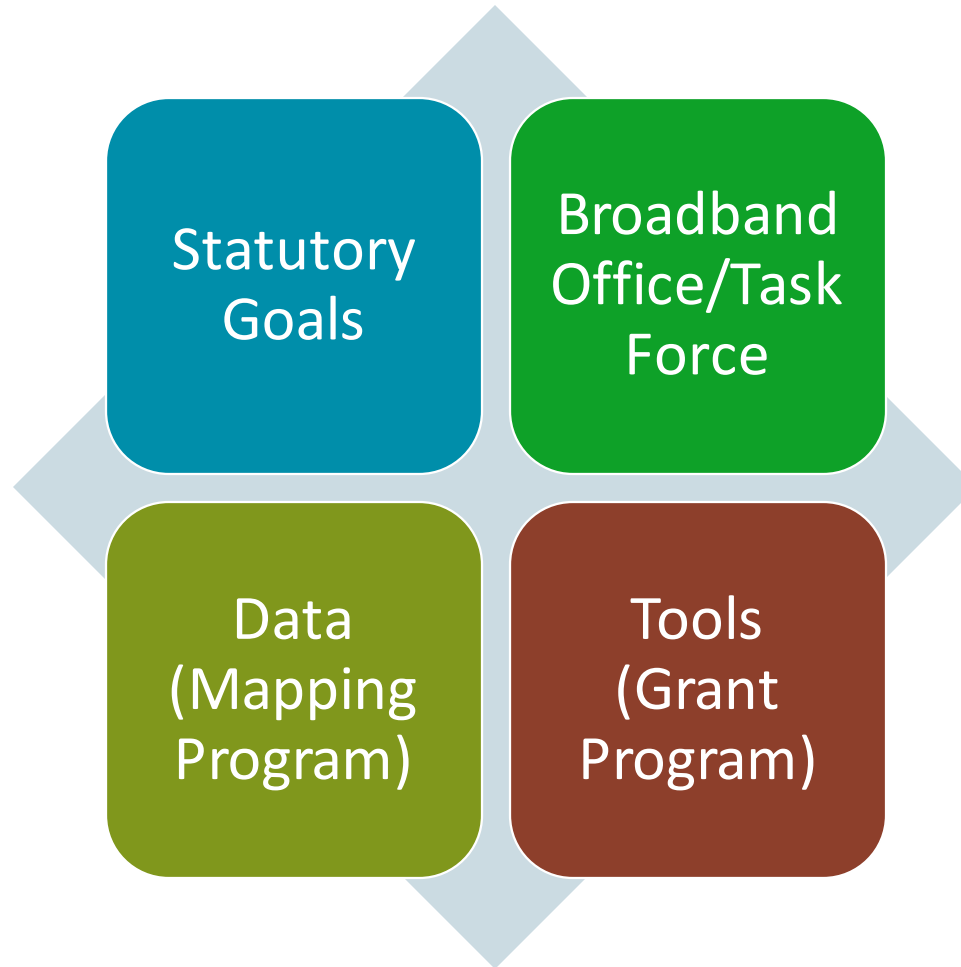 Statutory
Goals
Broadband
Office/Task
Force
Data
(Mapping
Program)
Tools
(Grant
Program)